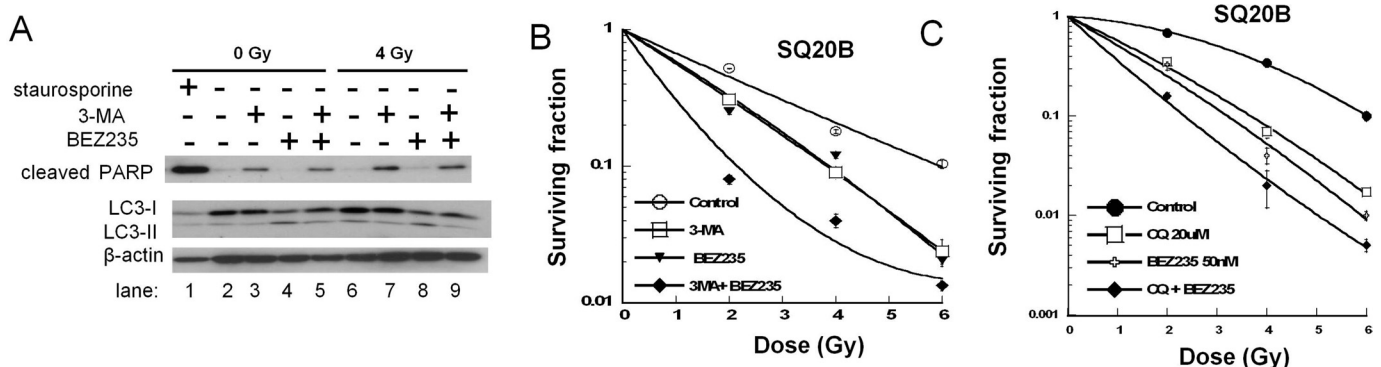 A
0 Gy 4 Gy
staurosporine + - - - - - - - -
3-MA - - + - + - + - +
BEZ235 - - - + + - - + +
cleaved PARP
LC3-I
LC3-II
β-actin
lane: 1 2 3 4 5 6 7 8 9
B
SQ20B
Surviving fraction
1
0.1
0.01
Control
3-MA
BEZ235
3MA+BEZ235
0 1 2 3 4 5 6
Dose (Gy)
C
SQ20B
Surviving fraction
1
0.1
0.01
0.001
Control
CQ 20uM
BEZ235 50nM
CQ + BEZ235
0 1 2 3 4 5 6
Dose (Gy)